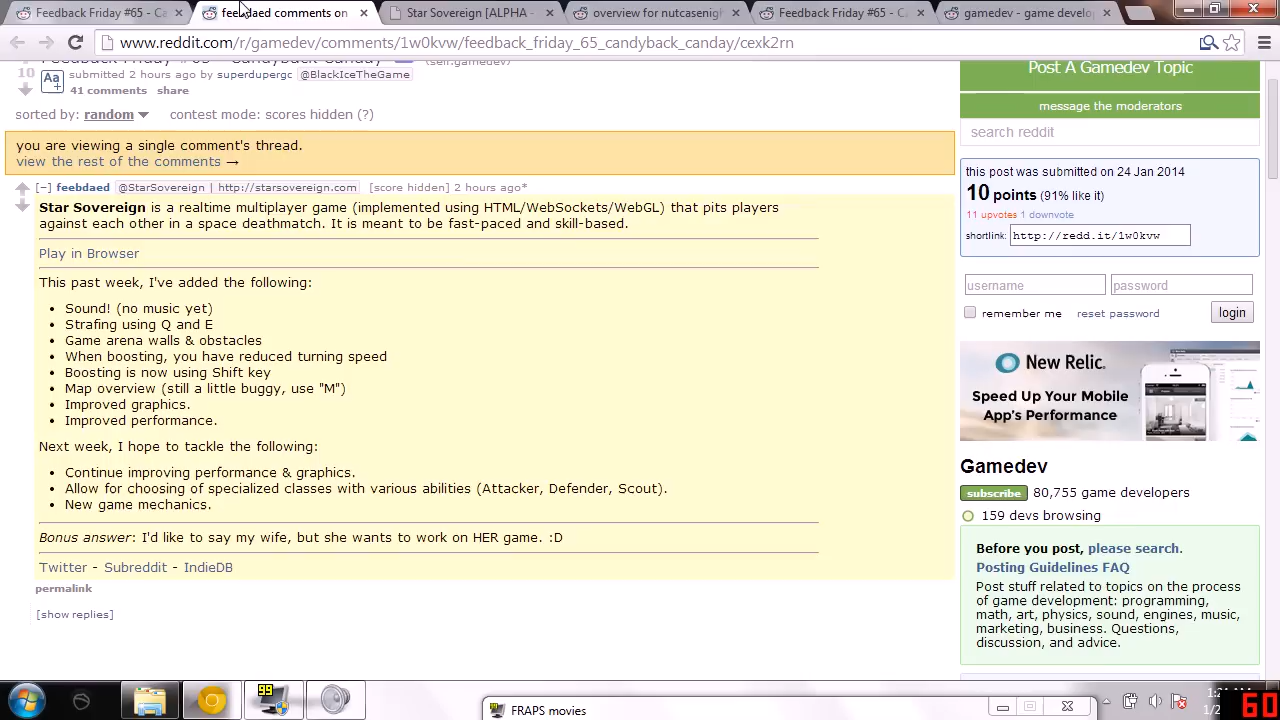 Feedback Friday #65 - Ca
feebdaed comments on
Star Sovereign [ALPHA -
overview for nutcasenigh
Feedback Friday #65 - C
gamedev - game develo
www.reddit.com/r/gamedev/comments/1w0kvw/feedback_friday_65_candyback_canday/cexk2rn
(self.gamedev)
10
Aa+
submitted 2 hours ago by superdupergc @BlackIceTheGame
41 comments share
sorted by: random contest mode: scores hidden (?)
you are viewing a single comment's thread.
view the rest of the comments →
[–] feebdaed @StarSovereign | http://starsovereign.com [score hidden] 2 hours ago*
Star Sovereign is a realtime multiplayer game (implemented using HTML/WebSockets/WebGL) that pits players
against each other in a space deathmatch. It is meant to be fast-paced and skill-based.
Play in Browser
This past week, I've added the following:
• Sound! (no music yet)
• Strafing using Q and E
• Game arena walls & obstacles
• When boosting, you have reduced turning speed
• Boosting is now using Shift key
• Map overview (still a little buggy, use "M")
• Improved graphics.
• Improved performance.
Next week, I hope to tackle the following:
• Continue improving performance & graphics.
• Allow for choosing of specialized classes with various abilities (Attacker, Defender, Scout).
• New game mechanics.
Bonus answer: I'd like to say my wife, but she wants to work on HER game. :D
Twitter - Subreddit - IndieDB
permalink
[show replies]
Post A Gamedev Topic
message the moderators
search reddit
this post was submitted on 24 Jan 2014
10 points (91% like it)
11 upvotes 1 downvote
shortlink: http://redd.it/1w0kvw
username
password
remember me reset password login
New Relic.
Speed Up Your Mobile
App's Performance
Gamedev
subscribe 80,755 game developers
159 devs browsing
Before you post, please search.
Posting Guidelines FAQ
Post stuff related to topics on the process
of game development: programming,
math, art, physics, sound, engines, music,
marketing, business. Questions,
discussion, and advice.
99
FRAPS
60